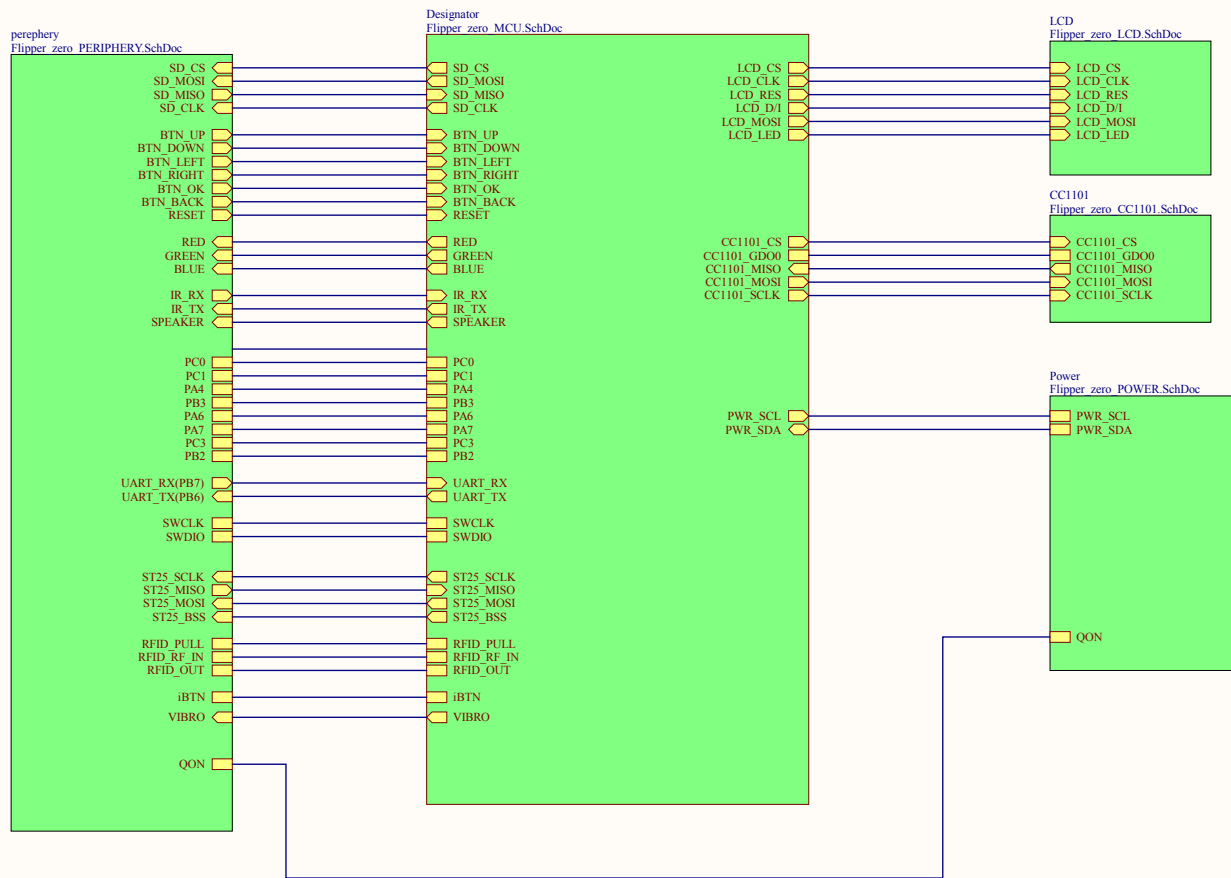 perephery
Flipper_zero_PERIPHERY.SchDoc
SD_CS
SD_MOSI
SD_MISO
SD_CLK
BTN_UP
BTN_DOWN
BTN_LEFT
BTN_RIGHT
BTN_OK
BTN_BACK
RESET
RED
GREEN
BLUE
IR_RX
IR_TX
SPEAKER
PC0
PC1
PA4
PB3
PA6
PA7
PC3
PB2
UART_RX(PB7)
UART_TX(PB6)
SWCLK
SWDIO
ST25_SCLK
ST25_MISO
ST25_MOSI
ST25_BSS
RFID_PULL
RFID_RF_IN
RFID_OUT
iBTN
VIBRO
QON
Designator
Flipper_zero_MCU.SchDoc
SD_CS
SD_MOSI
SD_MISO
SD_CLK
BTN_UP
BTN_DOWN
BTN_LEFT
BTN_RIGHT
BTN_OK
BTN_BACK
RESET
RED
GREEN
BLUE
IR_RX
IR_TX
SPEAKER
PC0
PC1
PA4
PB3
PA6
PA7
PC3
PB2
UART_RX
UART_TX
SWCLK
SWDIO
ST25_SCLK
ST25_MISO
ST25_MOSI
ST25_BSS
RFID_PULL
RFID_RF_IN
RFID_OUT
iBTN
VIBRO
LCD_CS
LCD_CLK
LCD_RES
LCD_D/I
LCD_MOSI
LCD_LED
CC1101_CS
CC1101_GDO0
CC1101_MISO
CC1101_MOSI
CC1101_SCLK
PWR_SCL
PWR_SDA
LCD
Flipper_zero_LCD.SchDoc
LCD_CS
LCD_CLK
LCD_RES
LCD_D/I
LCD_MOSI
LCD_LED
CC1101
Flipper_zero_CC1101.SchDoc
CC1101_CS
CC1101_GDO0
CC1101_MISO
CC1101_MOSI
CC1101_SCLK
Power
Flipper_zero_POWER.SchDoc
PWR_SCL
PWR_SDA
QON